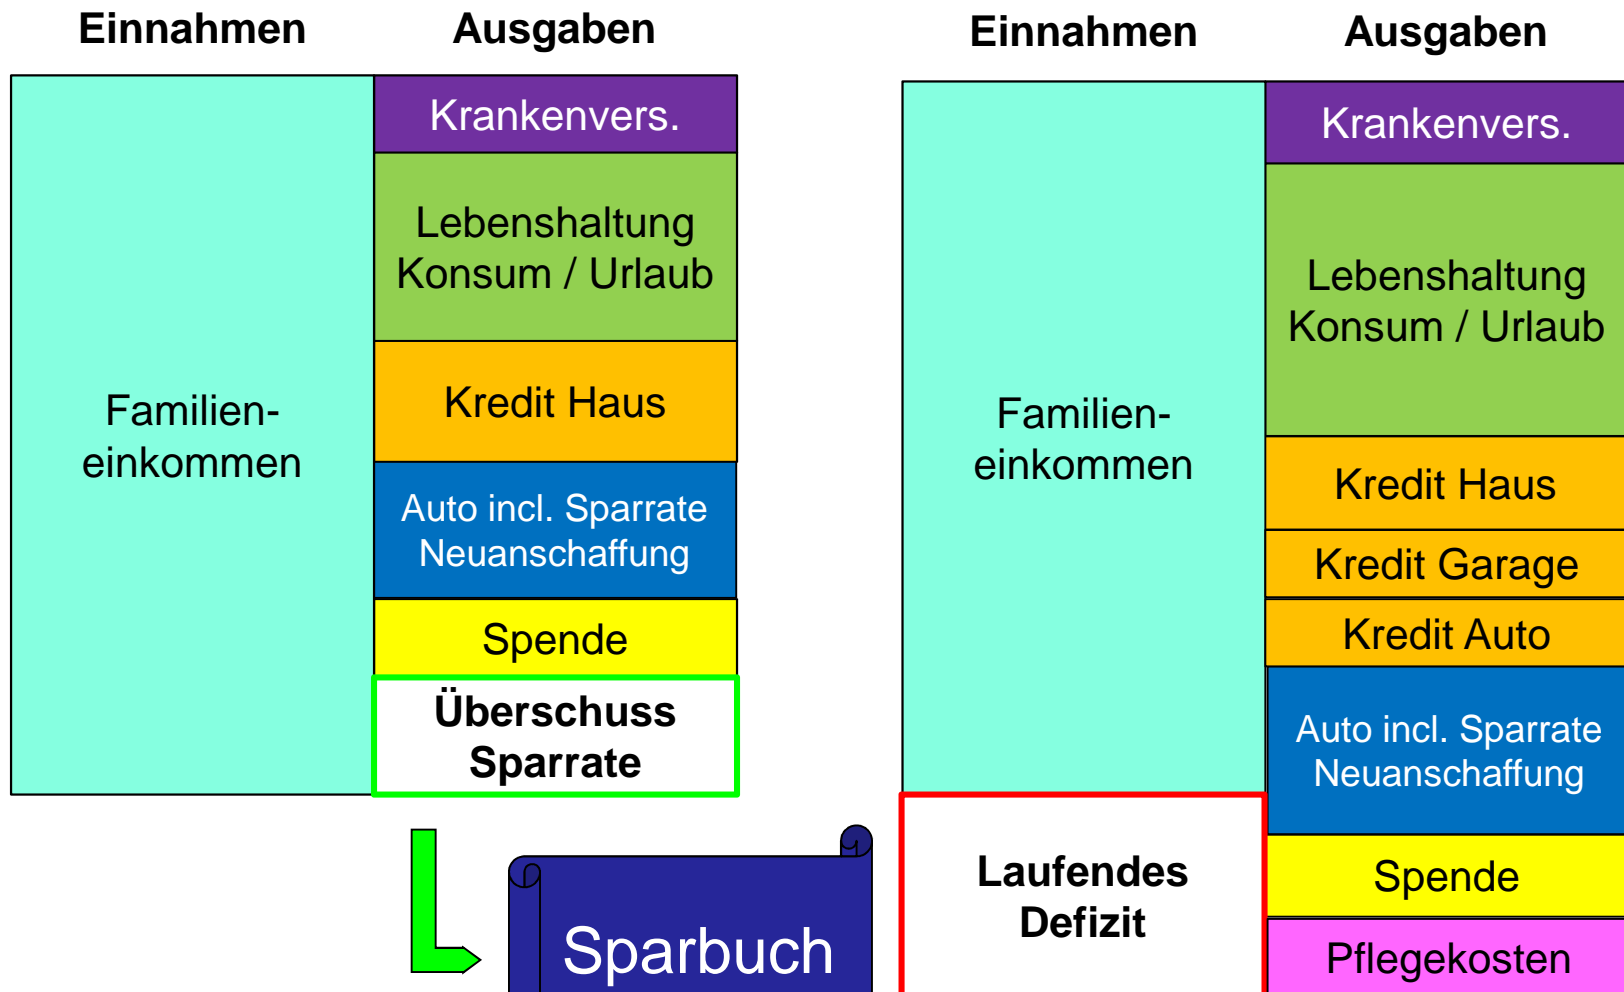 Einnahmen
Ausgaben
Krankenvers.
Lebenshaltung
Konsum / Urlaub
Familien-
einkommen
Kredit Haus
Auto incl. Sparrate
Neuanschaffung
Spende
Überschuss
Sparrate
Sparbuch
Einnahmen
Ausgaben
Krankenvers.
Lebenshaltung
Konsum / Urlaub
Familien-
einkommen
Kredit Haus
Kredit Garage
Kredit Auto
Auto incl. Sparrate
Neuanschaffung
Laufendes
Defizit
Spende
Pflegekosten